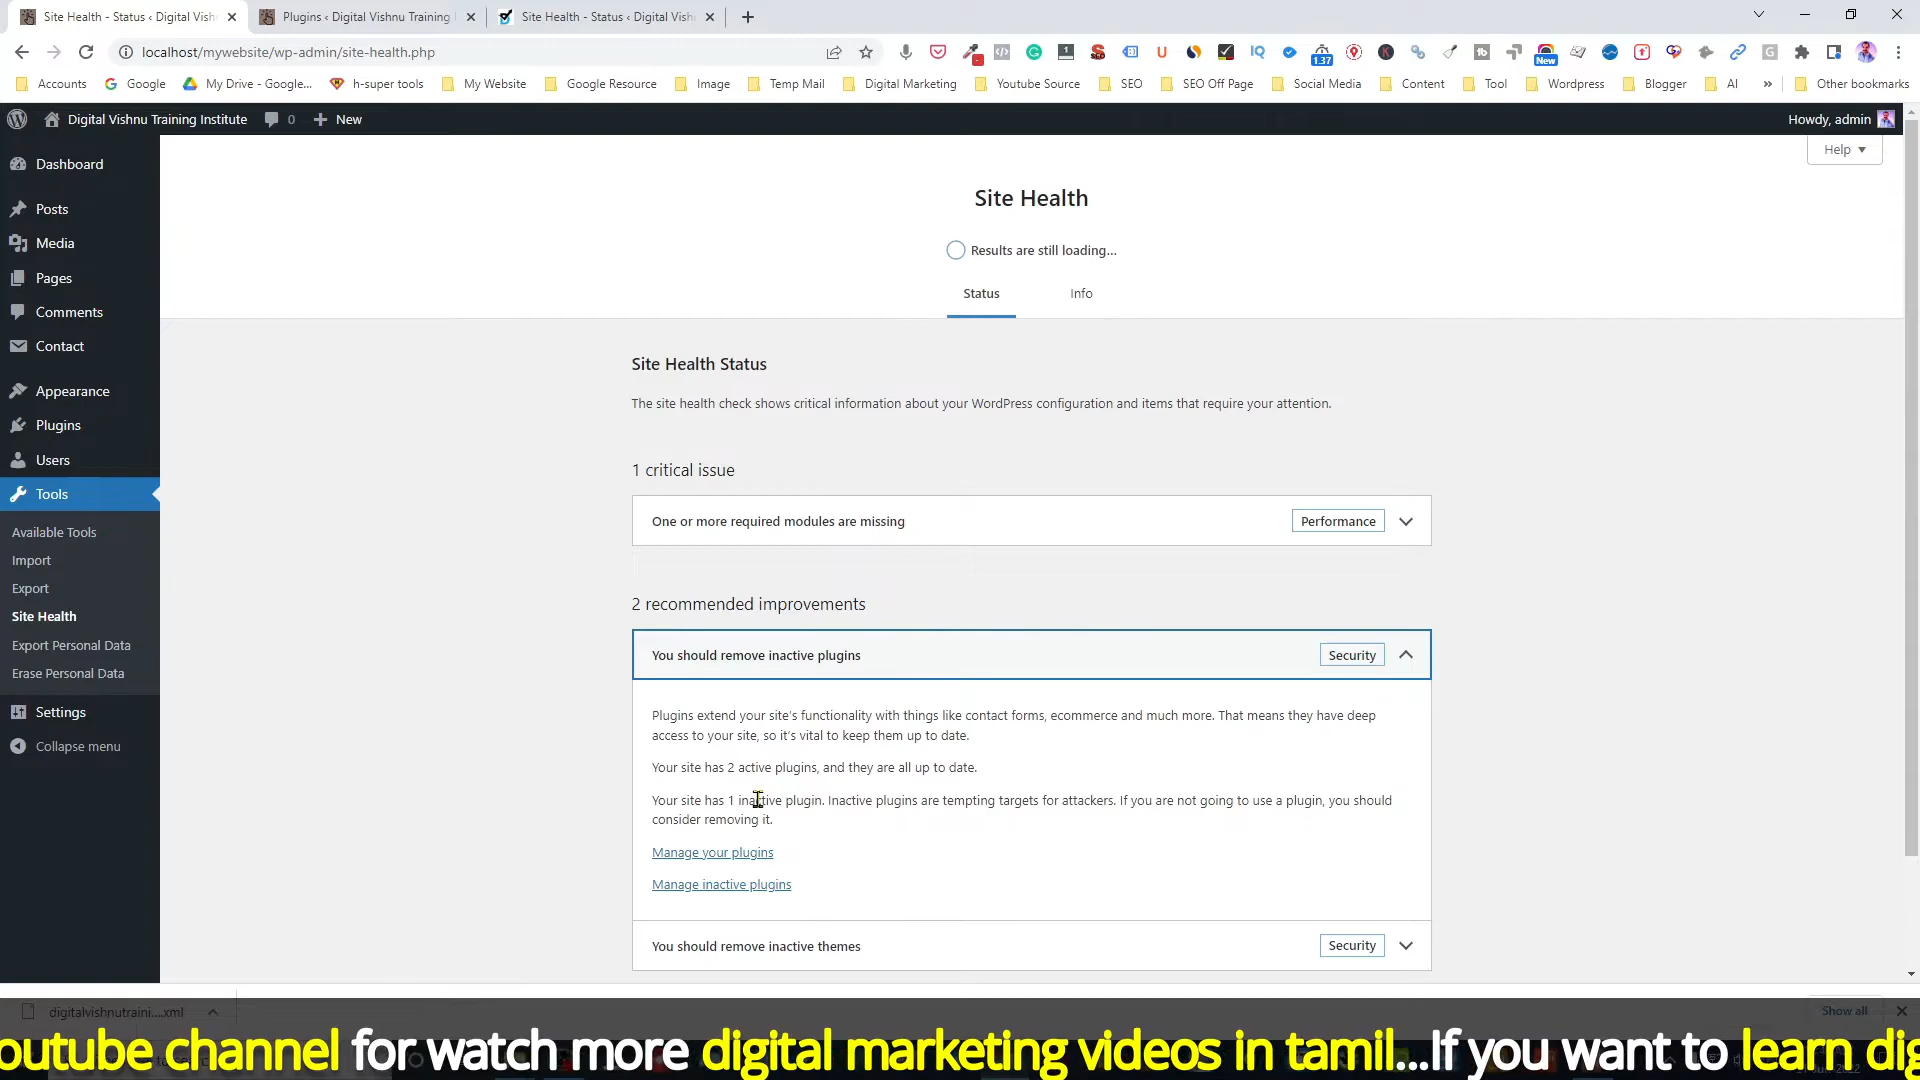 Site Health - Status ‹ Digital Vishn
Plugins ‹ Digital Vishnu Training
Site Health - Status ‹ Digital Vishn
localhost/mywebsite/wp-admin/site-health.php
1.37
New
Accounts
Google
My Drive - Google...
h-super tools
My Website
Google Resource
Image
Temp Mail
Digital Marketing
Youtube Source
SEO
SEO Off Page
Social Media
Content
Tool
Wordpress
Blogger
AI
»
Other bookmarks
Digital Vishnu Training Institute
0
New
Howdy, admin
Help
Dashboard
Posts
Media
Pages
Comments
Contact
Appearance
Plugins
Users
Tools
Available Tools
Import
Export
Site Health
Export Personal Data
Erase Personal Data
Settings
Collapse menu
Site Health
Results are still loading...
Status
Info
Site Health Status
The site health check shows critical information about your WordPress configuration and items that require your attention.
1 critical issue
One or more required modules are missing
Performance
2 recommended improvements
You should remove inactive plugins
Security
Plugins extend your site's functionality with things like contact forms, ecommerce and much more. That means they have deep
access to your site, so it's vital to keep them up to date.
Your site has 2 active plugins, and they are all up to date.
Your site has 1 inactive plugin. Inactive plugins are tempting targets for attackers. If you are not going to use a plugin, you should
consider removing it.
Manage your plugins
Manage inactive plugins
You should remove inactive themes
Security
digitalvishnutraini....xml
Show all
outube channel for watch more digital marketing videos in tamil...If you want to learn dig